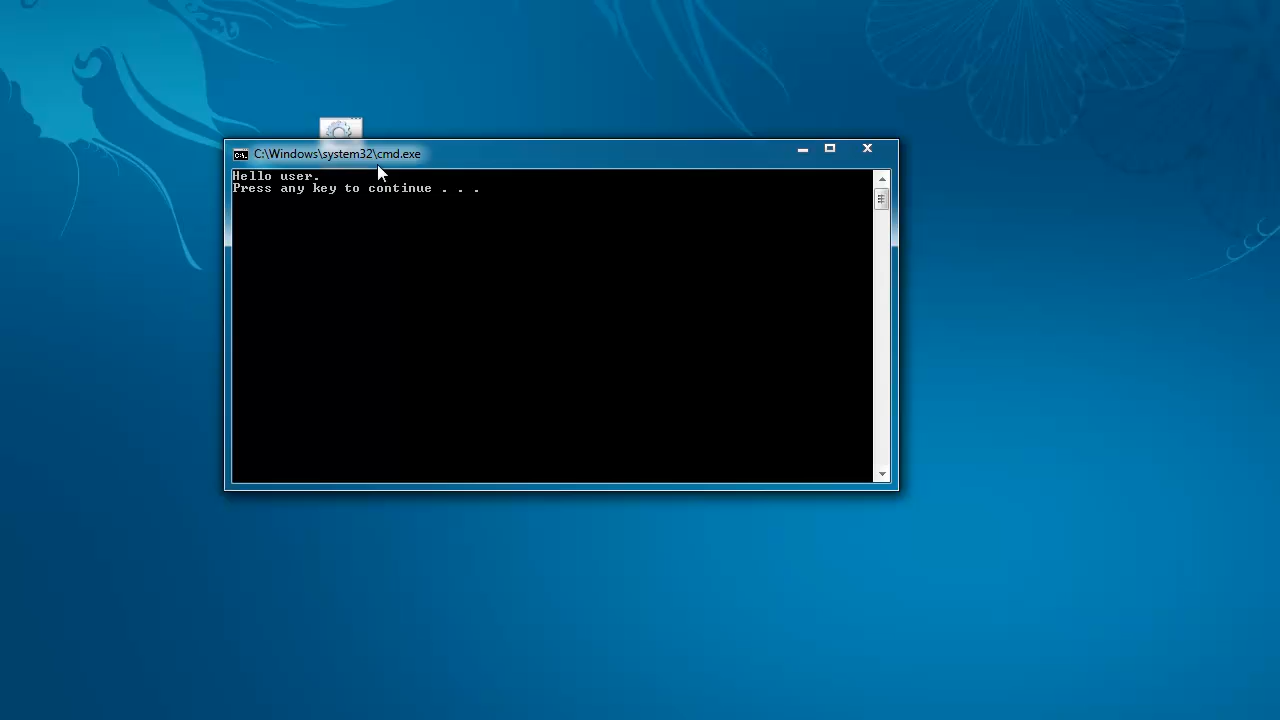 C:\Windows\system32\cmd.exe
Hello user.
Press any key to continue . . .